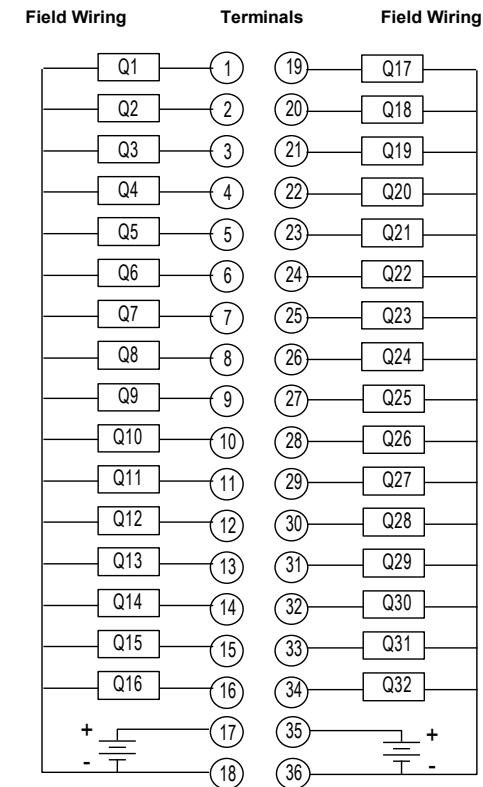 Field Wiring Terminals Field Wiring
Q1 1 19 Q17
Q2 2 20 Q18
Q3 3 21 Q19
Q4 4 22 Q20
Q5 5 23 Q21
Q6 6 24 Q22
Q7 7 25 Q23
Q8 8 26 Q24
Q9 9 27 Q25
Q10 10 28 Q26
Q11 11 29 Q27
Q12 12 30 Q28
Q13 13 31 Q29
Q14 14 32 Q30
Q15 15 33 Q31
Q16 16 34 Q32
+ 17 35 +
- 18 36 -